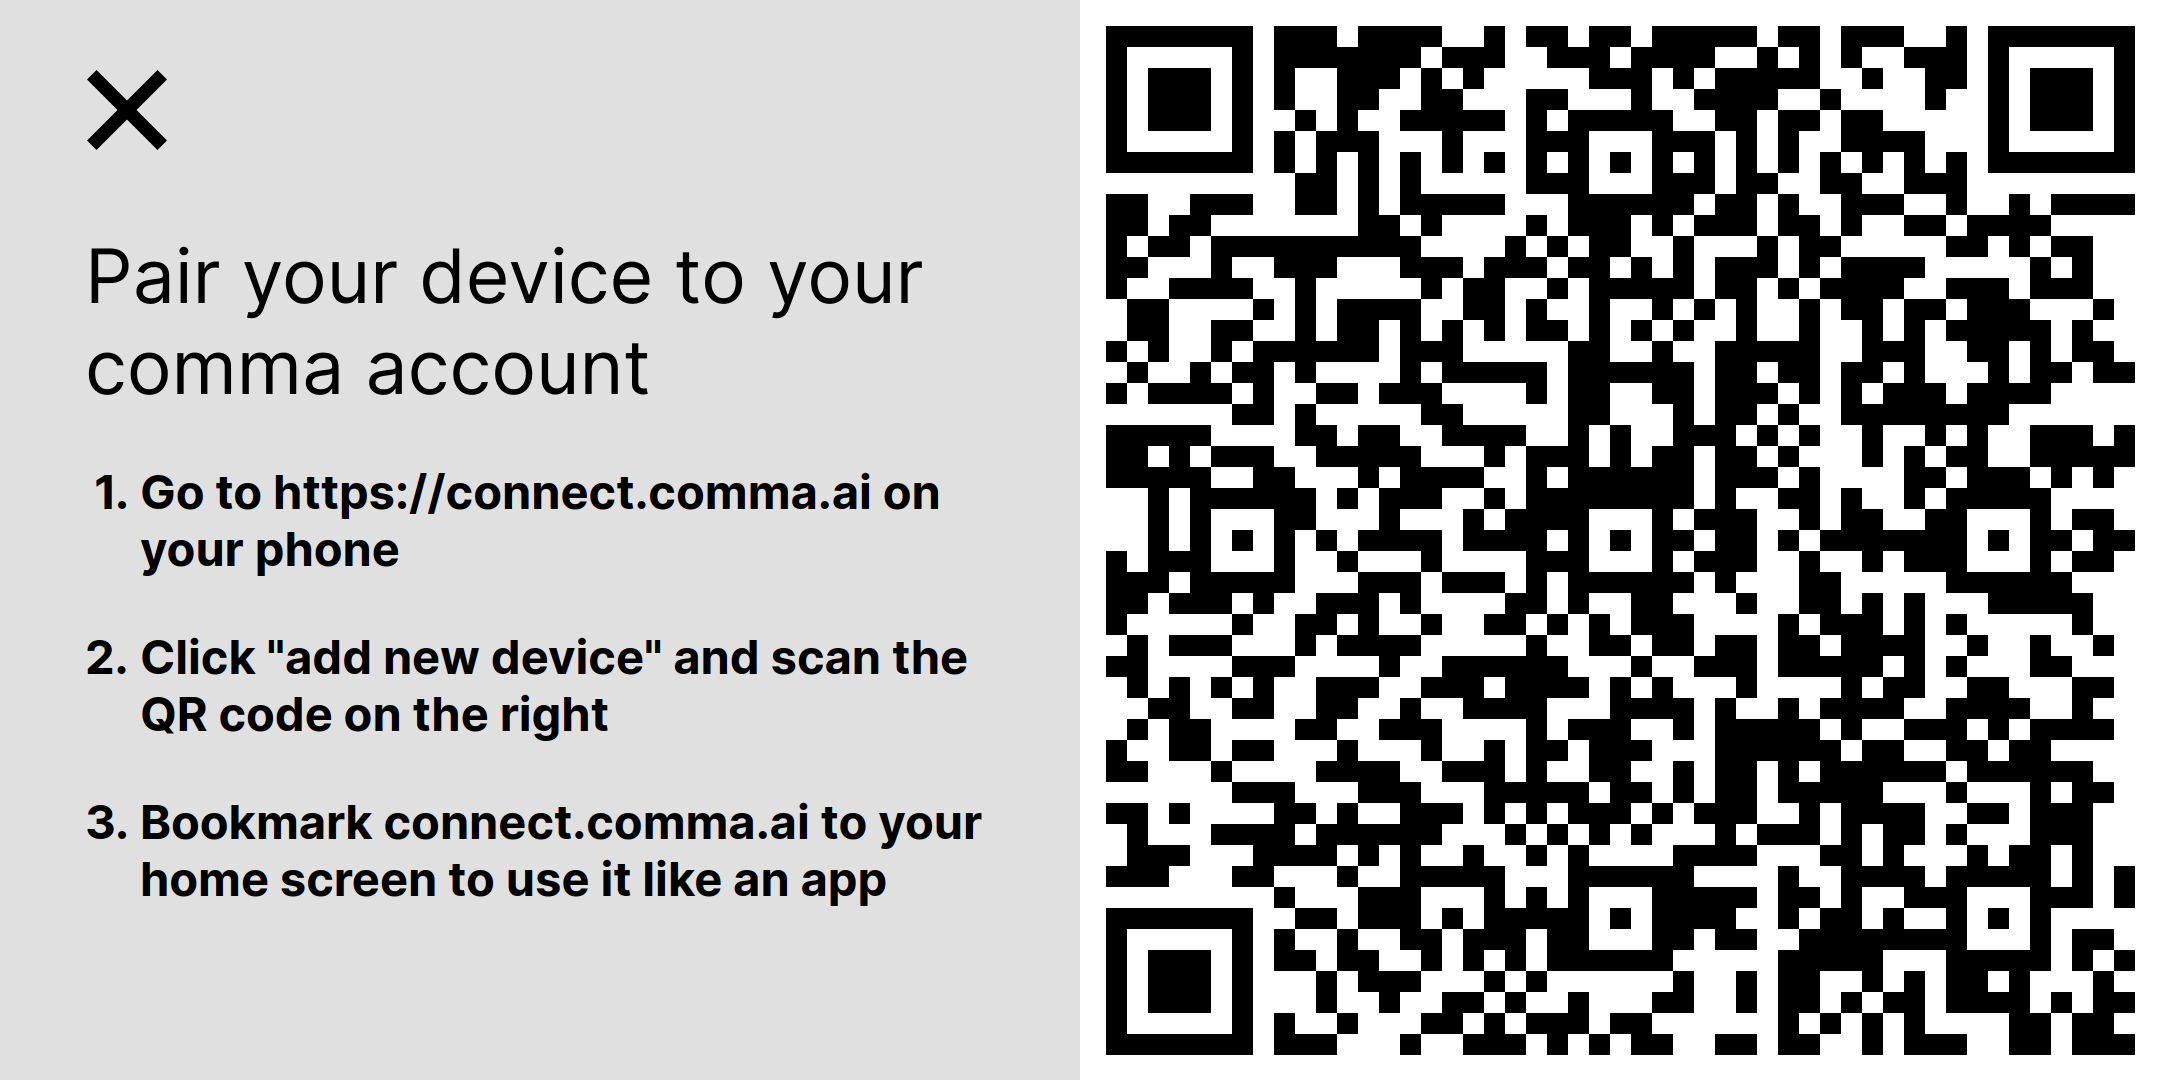 Pair your device to your
comma account
1. Go to https://connect.comma.ai on
your phone
2. Click "add new device" and scan the
QR code on the right
3. Bookmark connect.comma.ai to your
home screen to use it like an app